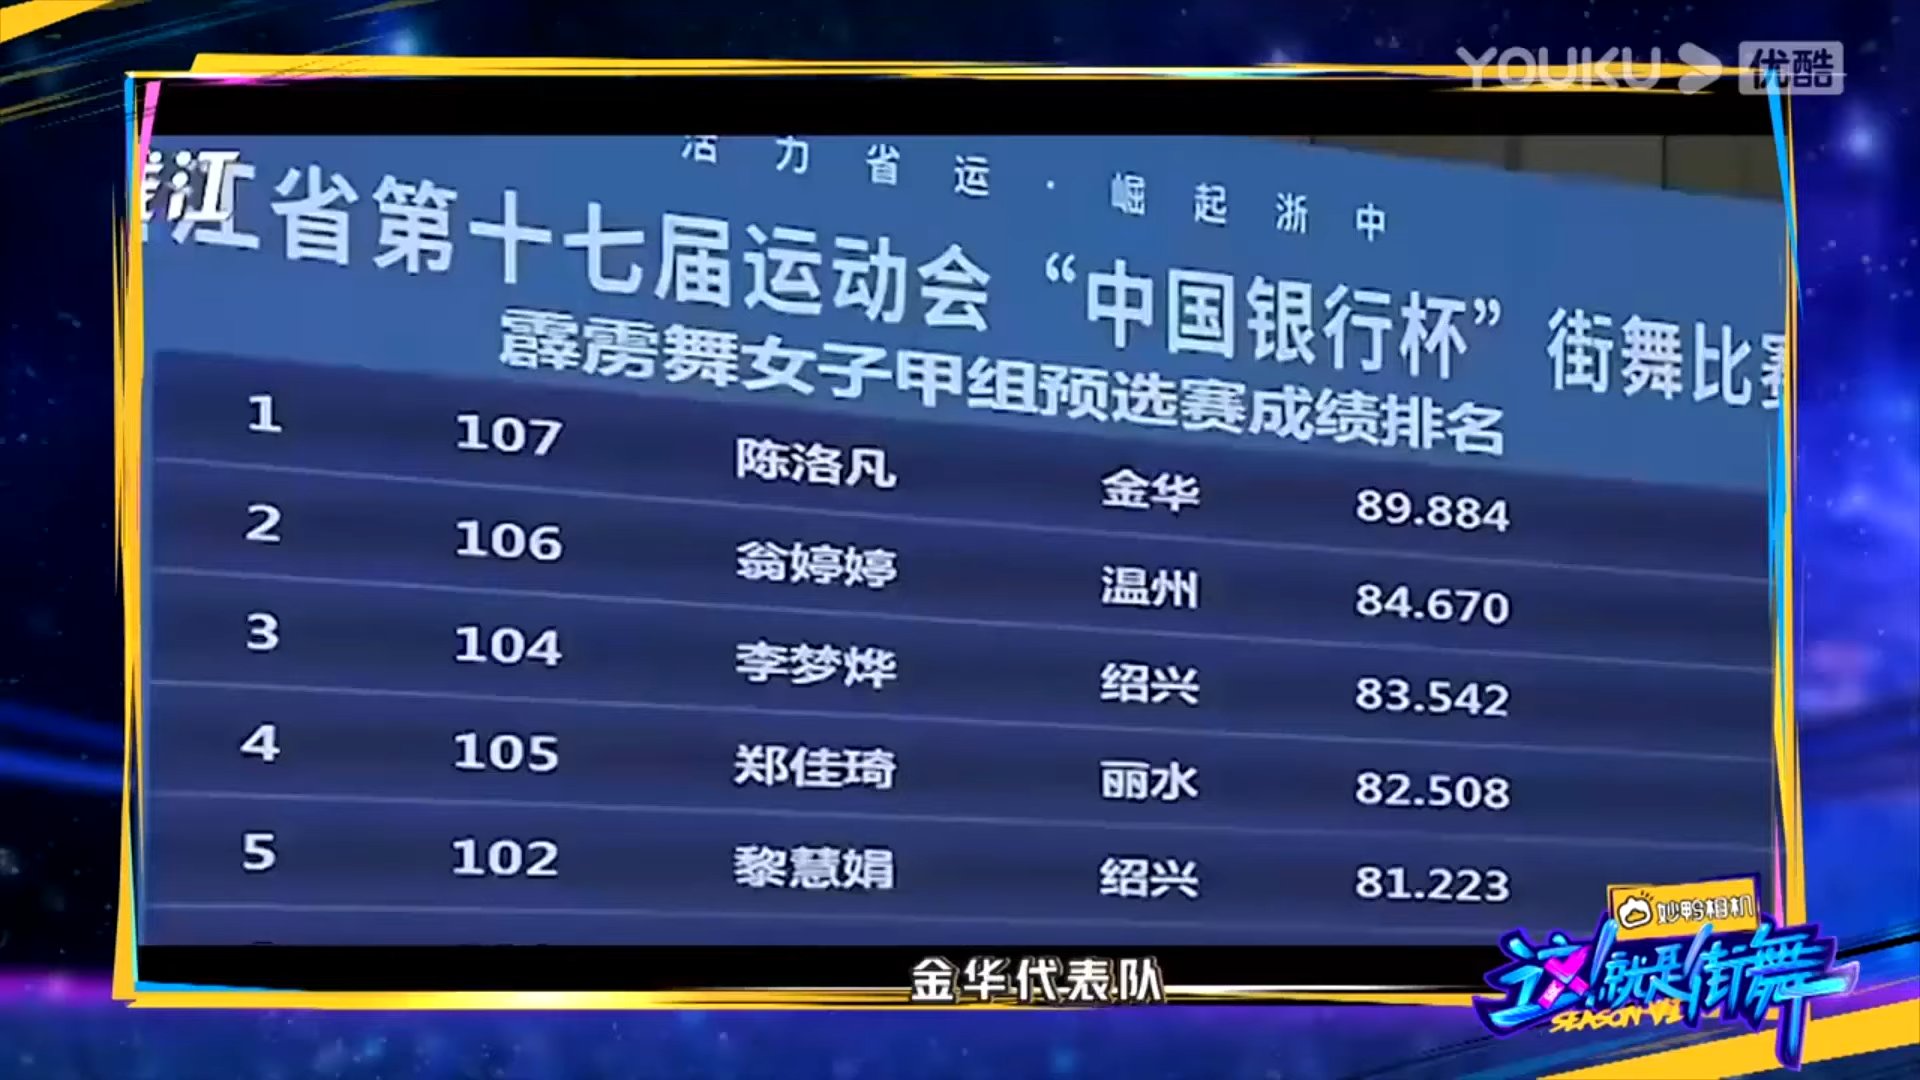 YOUKU 优酷
活力省运·崛起浙中
江省第十七届运动会“中国银行杯”街舞比赛
霹雳舞女子甲组预选赛成绩排名
1 107 陈洛凡 金华 89.884
2 106 翁婷婷 温州 84.670
3 104 李梦烨 绍兴 83.542
4 105 郑佳琦 丽水 82.508
5 102 黎慧娟 绍兴 81.223
金华代表队
妙鸭相机
这!就是街舞
SEASON VI